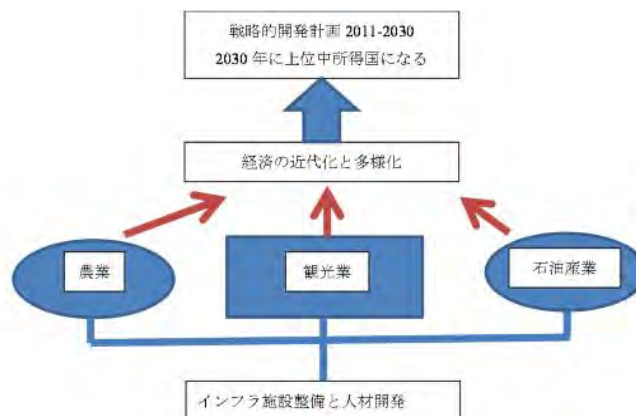 戦略的開発計画 2011-2030
2030 年に上位中所得国になる
経済の近代化と多様化
農業
観光業
石油産業
インフラ施設整備と人材開発